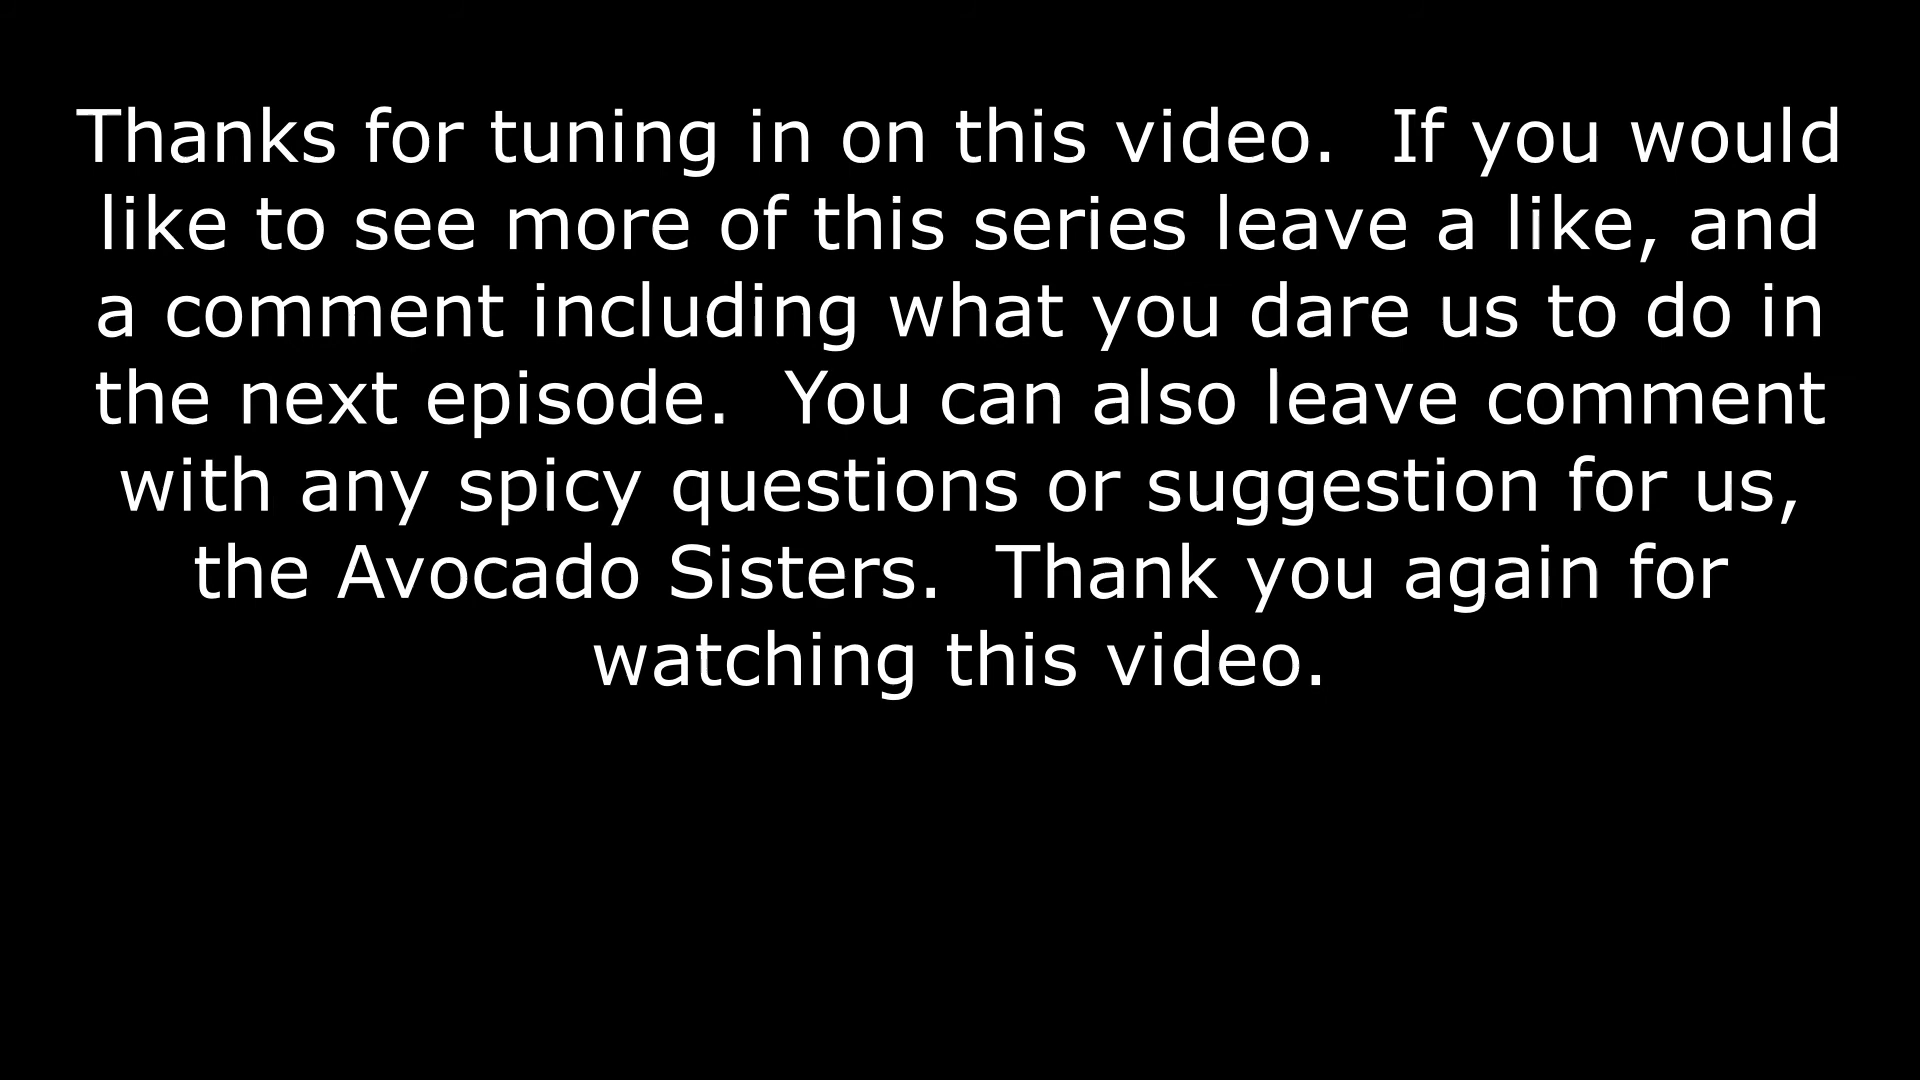 Thanks for tuning in on this video.  If you would
like to see more of this series leave a like, and
a comment including what you dare us to do in
the next episode.  You can also leave comment
with any spicy questions or suggestion for us,
the Avocado Sisters.  Thank you again for
watching this video.